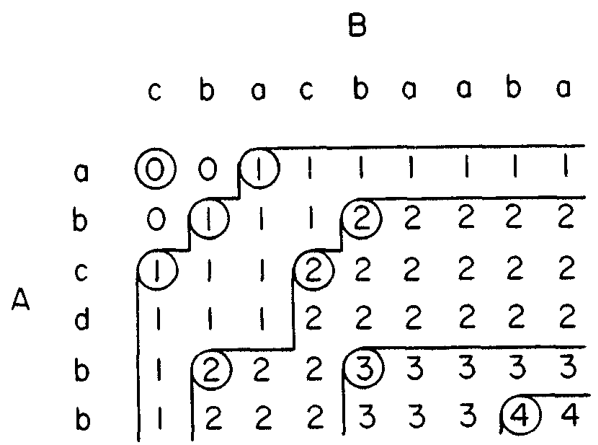 B
c b a c b a a b a
a 0 0 1 1 1 1 1 1 1
b 0 1 1 1 2 2 2 2 2
c 1 1 1 2 2 2 2 2 2
A
d 1 1 1 2 2 2 2 2 2
b 1 2 2 2 3 3 3 3 3
b 1 2 2 2 3 3 3 4 4